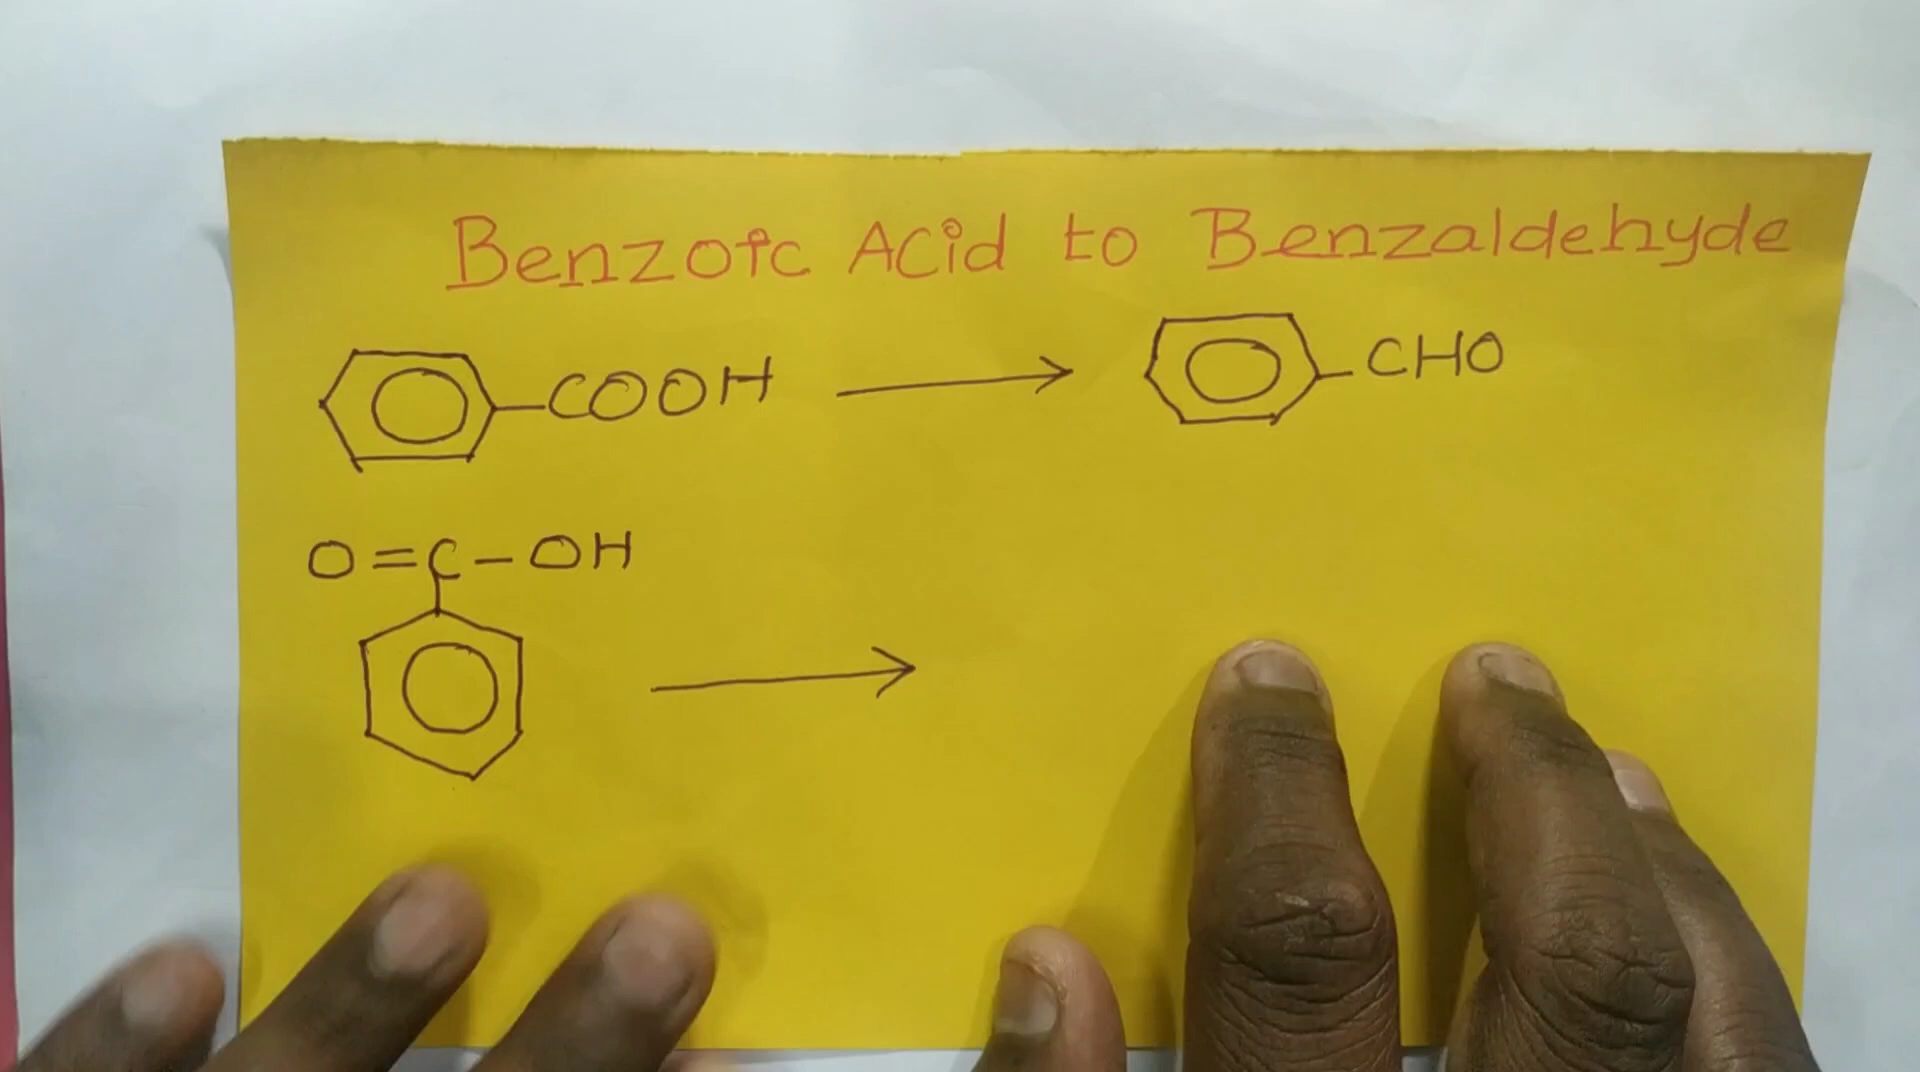 Benzoic Acid to Benzaldehyde
COOH → CHO
O=C-OH
→